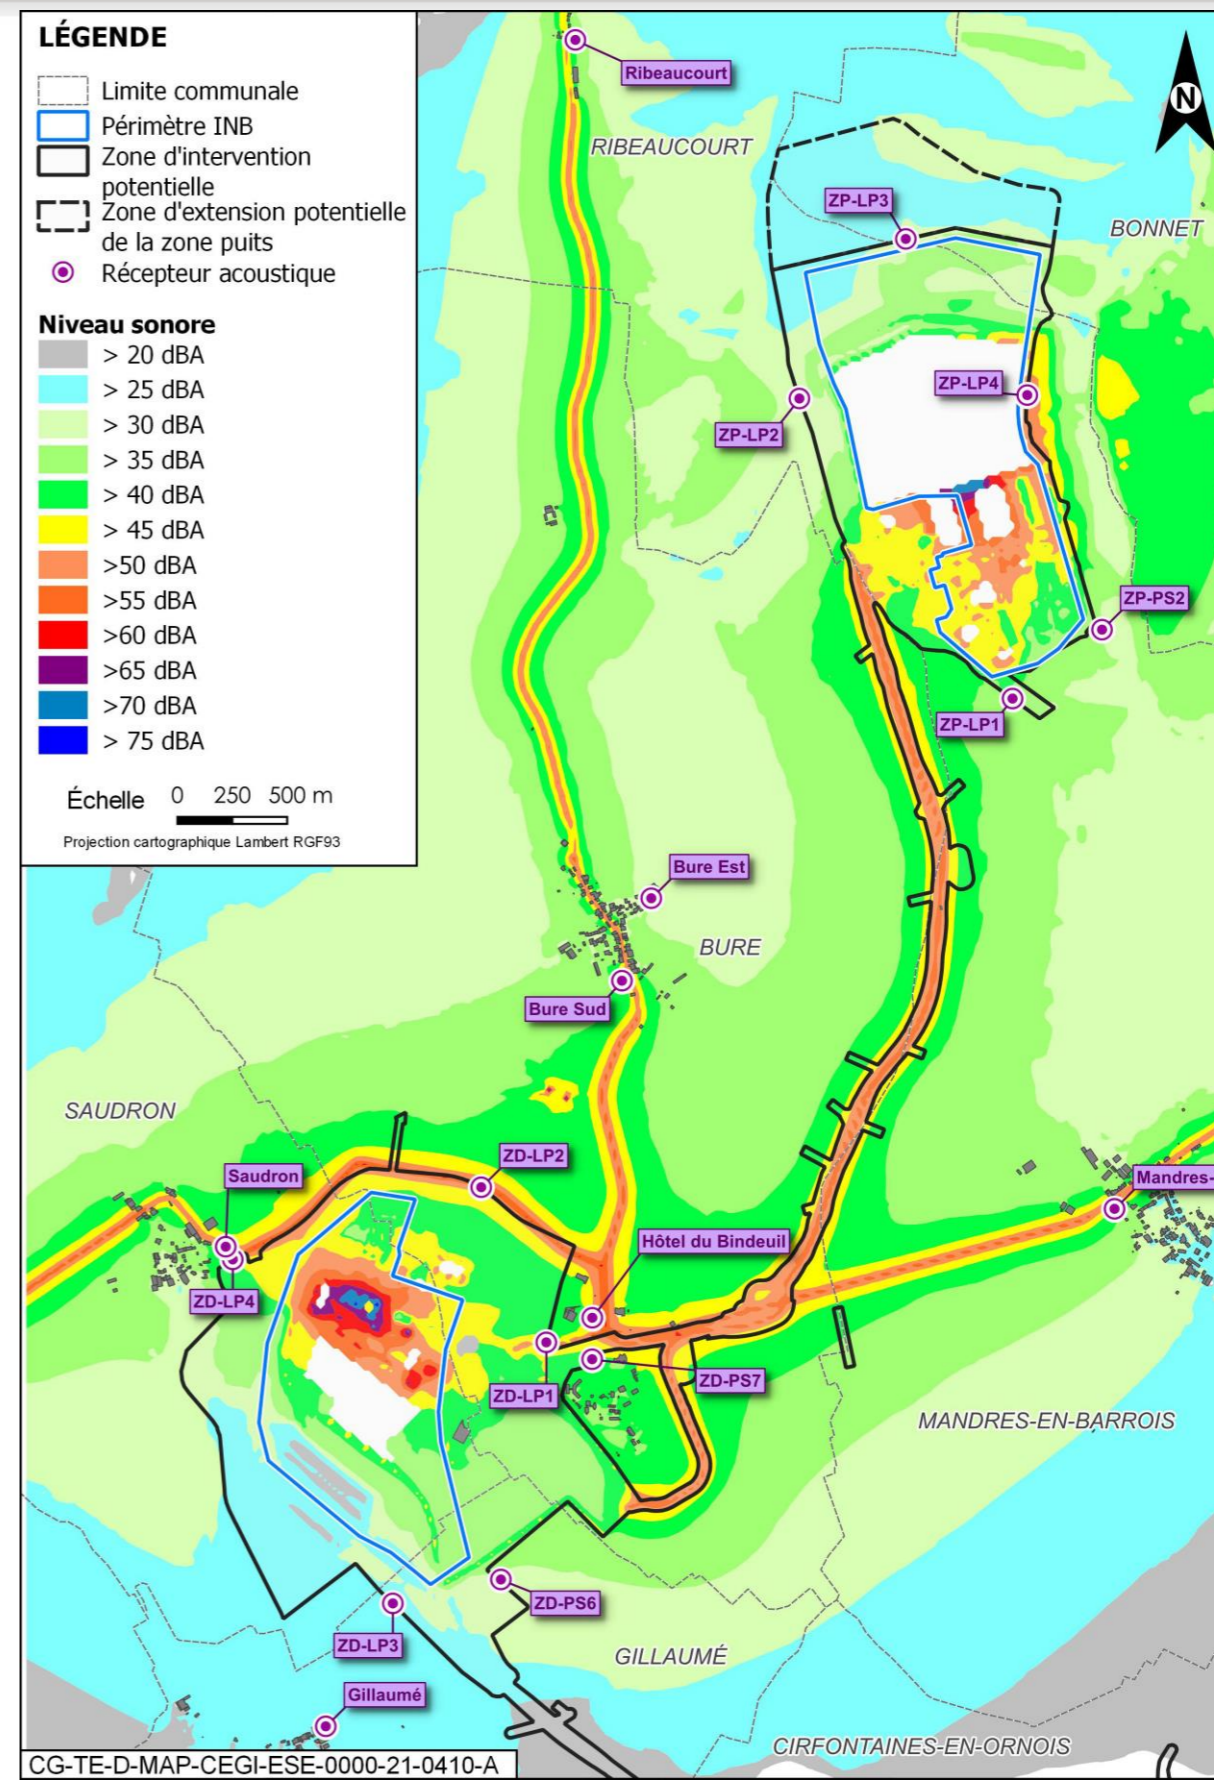 LÉGENDE
Limite communale
Périmètre INB
Zone d'intervention
potentielle
Zone d'extension potentielle
de la zone puits
Récepteur acoustique
Niveau sonore
> 20 dBA
> 25 dBA
> 30 dBA
> 35 dBA
> 40 dBA
> 45 dBA
>50 dBA
>55 dBA
>60 dBA
>65 dBA
>70 dBA
> 75 dBA
Échelle 0 250 500 m
Projection cartographique Lambert RGF93
N
Ribeaucourt
RIBEAUCOURT
ZP-LP3
BONNET
ZP-LP4
ZP-LP2
ZP-PS2
ZP-LP1
Bure Est
BURE
Bure Sud
SAUDRON
ZD-LP2
Saudron
Mandres-
Hôtel du Bindeuil
ZD-LP4
ZD-LP1
ZD-PS7
MANDRES-EN-BARROIS
ZD-PS6
ZD-LP3
GILLAUMÉ
Gillaumé
CIRFONTAINES-EN-ORNOIS
CG-TE-D-MAP-CEGI-ESE-0000-21-0410-A